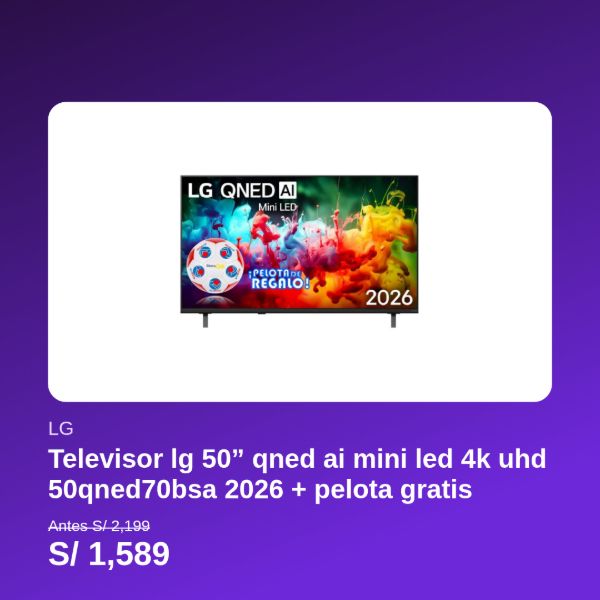 LG QNED AI
Mini LED
¡PELOTA DE
REGALO!
2026
LG
Televisor lg 50” qned ai mini led 4k uhd
50qned70bsa 2026 + pelota gratis
Antes S/ 2,199
S/ 1,589